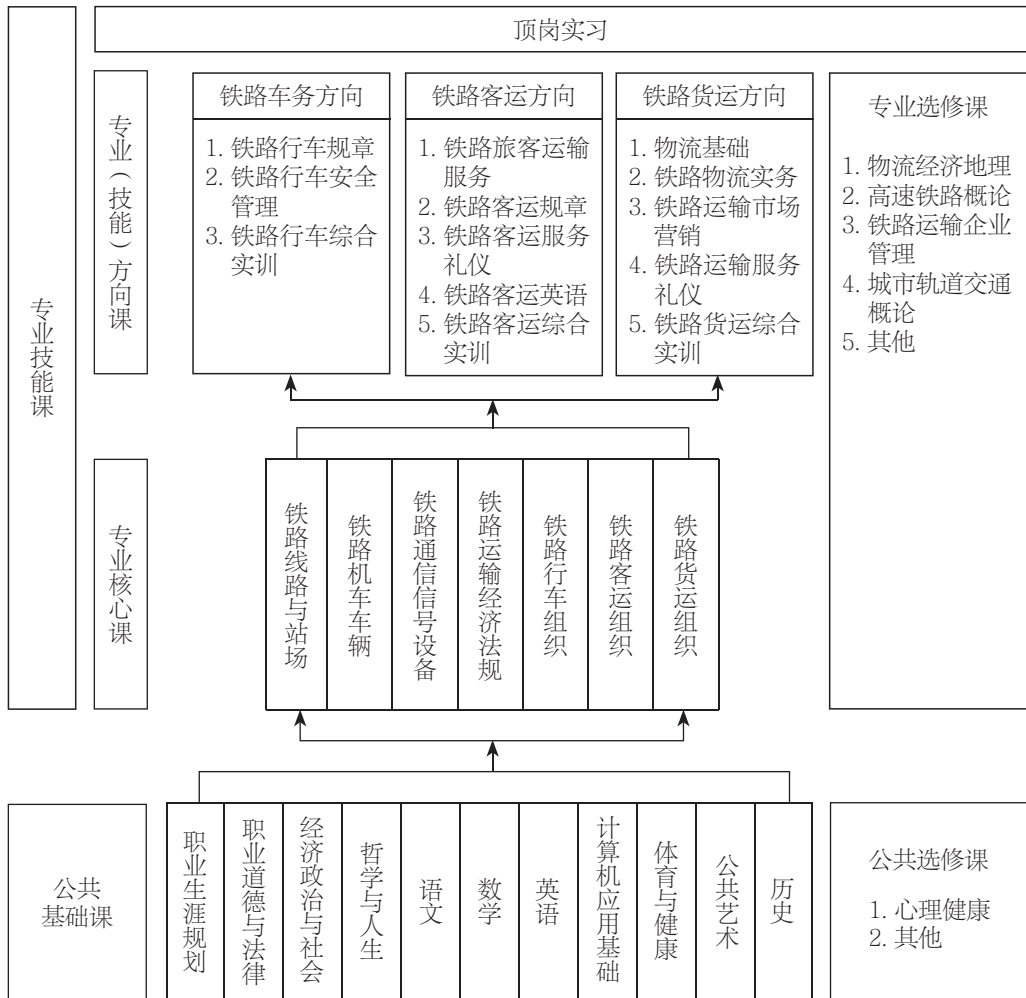 顶岗实习
专业技能课
专业（技能）方向课
铁路车务方向
1. 铁路行车规章
2. 铁路行车安全
管理
3. 铁路行车综合
实训
铁路客运方向
1. 铁路旅客运输
服务
2. 铁路客运规章
3. 铁路客运服务
礼仪
4. 铁路客运英语
5. 铁路客运综合
实训
铁路货运方向
1. 物流基础
2. 铁路物流实务
3. 铁路运输市场
营销
4. 铁路运输服务
礼仪
5. 铁路货运综合
实训
专业选修课
1. 物流经济地理
2. 高速铁路概论
3. 铁路运输企业
管理
4. 城市轨道交通
概论
5. 其他
专业核心课
铁路线路与站场
铁路机车车辆
铁路通信信号设备
铁路运输经济法规
铁路行车组织
铁路客运组织
铁路货运组织
公共
基础课
职业生涯规划
职业道德与法律
经济政治与社会
哲学与人生
语文
数学
英语
计算机应用基础
体育与健康
公共艺术
历史
公共选修课
1. 心理健康
2. 其他